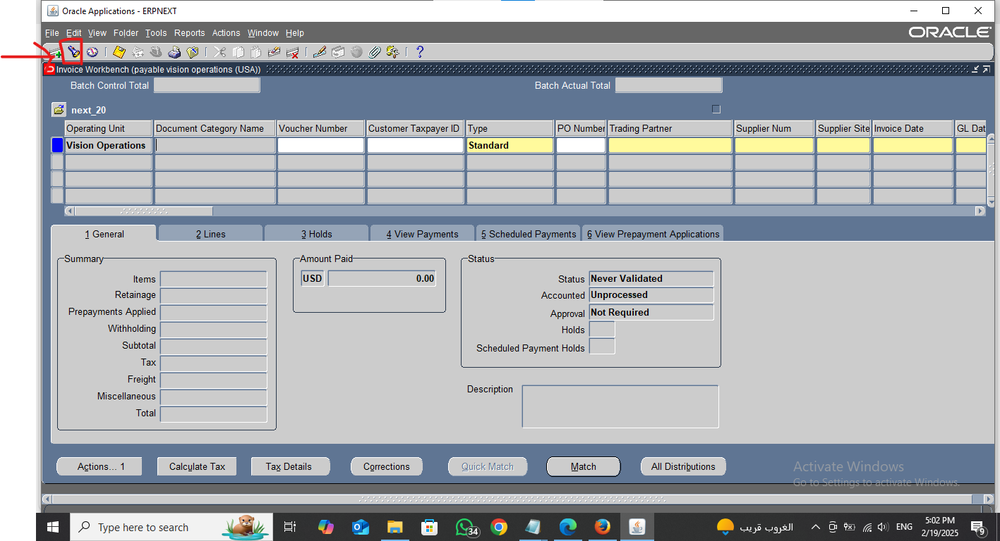 Oracle Applications - ERPNEXT
File Edit View Folder Tools Reports Actions Window Help
ORACLE
Invoice Workbench (payable vision operations (USA))
Batch Control Total
Batch Actual Total
next_20
Operating Unit Document Category Name Voucher Number Customer Taxpayer ID Type PO Number Trading Partner Supplier Num Supplier Site Invoice Date GL Dat
Vision Operations Standard
1 General 2 Lines 3 Holds 4 View Payments 5 Scheduled Payments 6 View Prepayment Applications
Summary
Items
Retainage
Prepayments Applied
Withholding
Subtotal
Tax
Freight
Miscellaneous
Total
Amount Paid
USD 0.00
Status
Status Never Validated
Accounted Unprocessed
Approval Not Required
Holds
Scheduled Payment Holds
Description
Actions... 1 Calculate Tax Tax Details Corrections Quick Match Match All Distributions
Activate Windows
Go to Settings to activate Windows.
Type here to search
34
الغروب قريب
ENG
5:02 PM
2/19/2025
9